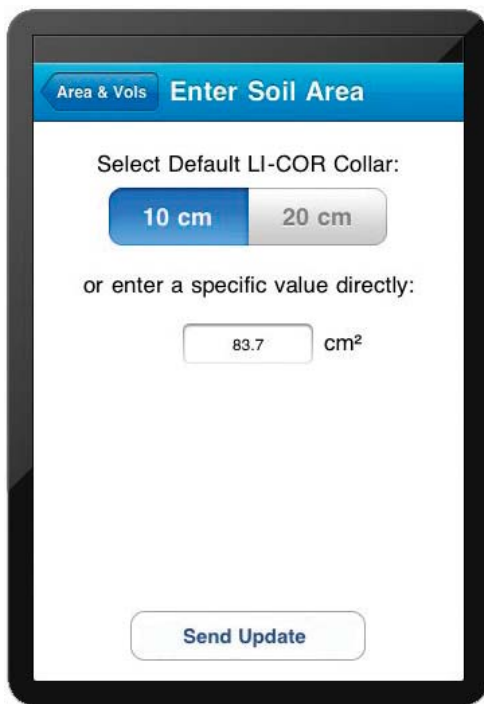 Area & Vols Enter Soil Area
Select Default LI-COR Collar:
10 cm 20 cm
or enter a specific value directly:
83.7 cm²
Send Update